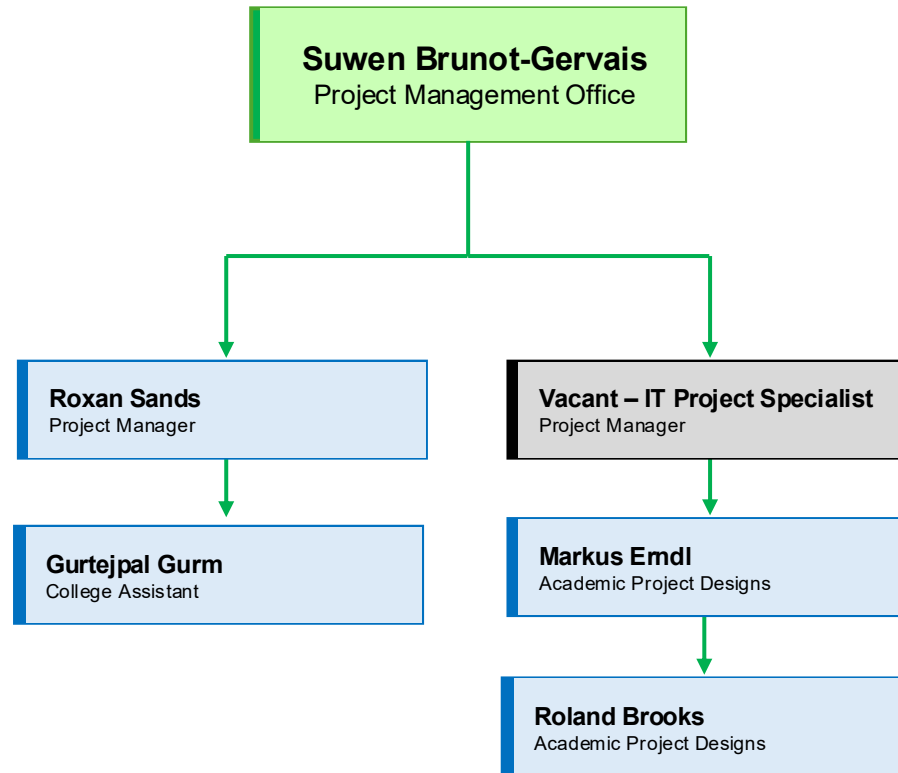 Suwen Brunot-Gervais
Project Management Office
Roxan Sands
Project Manager
Vacant – IT Project Specialist
Project Manager
Gurtejpal Gurm
College Assistant
Markus Erndl
Academic Project Designs
Roland Brooks
Academic Project Designs